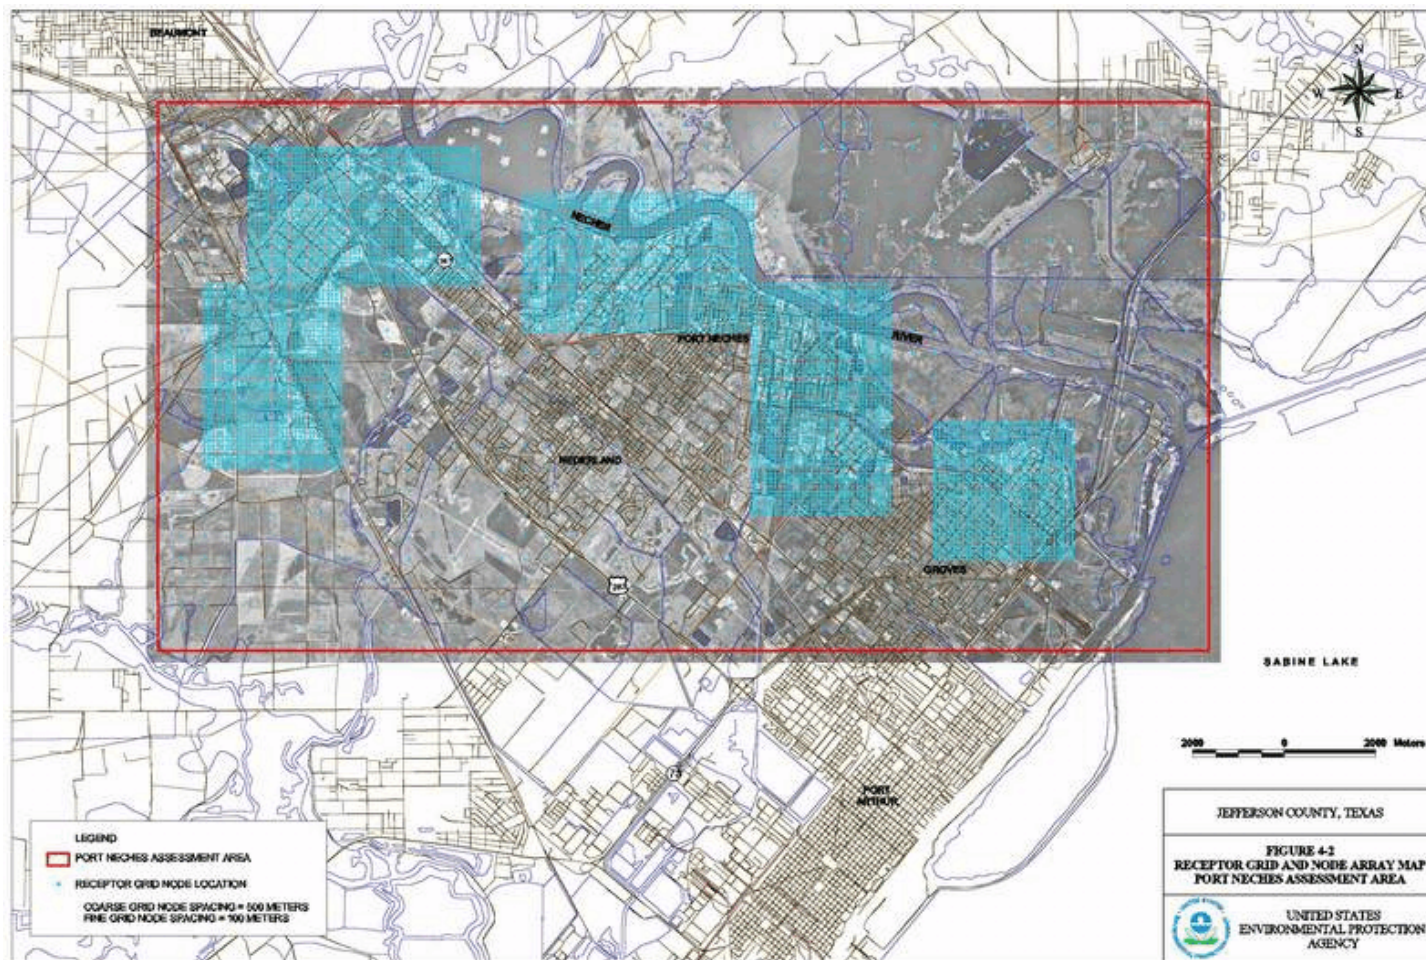 BEAUMONT
N
W E
S
NECHES
PORT NECHES
RIVER
NEDERLAND
GROVES
SABINE LAKE
2000 0 2000 Meters
73
PORT
ARTHUR
JEFFERSON COUNTY, TEXAS
FIGURE 4-2
RECEPTOR GRID AND NODE ARRAY MAP
PORT NECHES ASSESSMENT AREA
UNITED STATES
ENVIRONMENTAL PROTECTION
AGENCY
LEGEND
PORT NECHES ASSESSMENT AREA
RECEPTOR GRID NODE LOCATION
COARSE GRID NODE SPACING = 500 METERS
FINE GRID NODE SPACING = 100 METERS